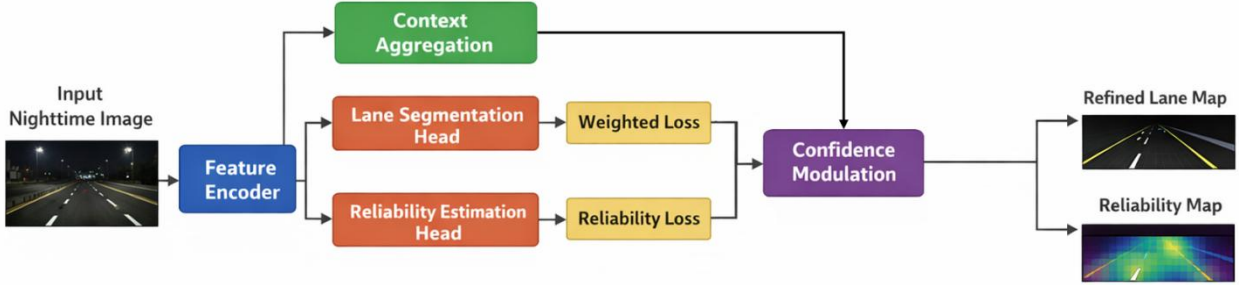 Context
Aggregation
Input
Nighttime Image
Feature
Encoder
Lane Segmentation
Head
Weighted Loss
Reliability Estimation
Head
Reliability Loss
Confidence
Modulation
Refined Lane Map
Reliability Map